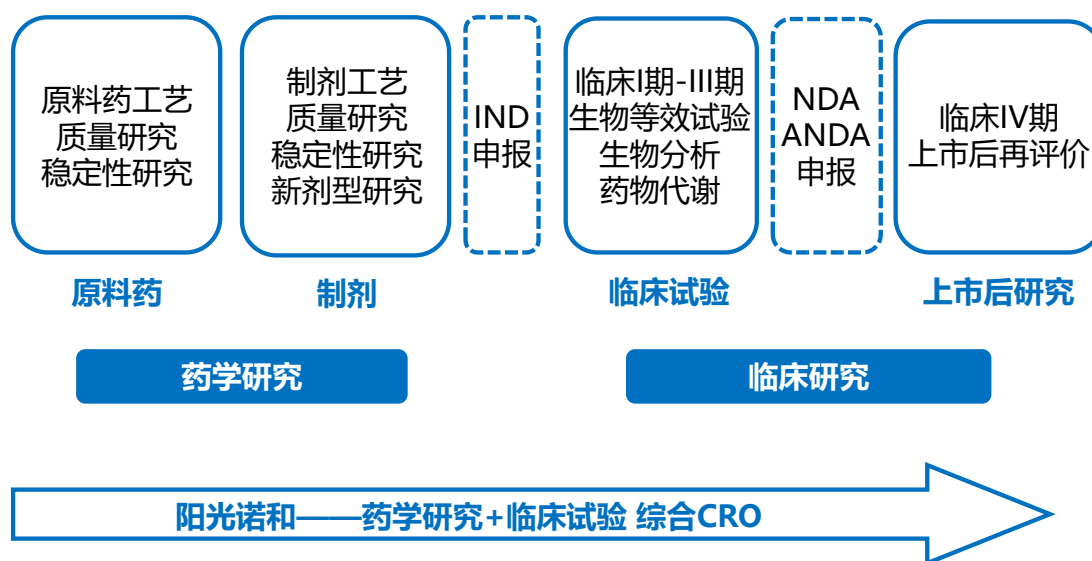 原料药工艺
质量研究
稳定性研究
制剂工艺
质量研究
稳定性研究
新剂型研究
IND
申报
临床I期-III期
生物等效试验
生物分析
药物代谢
NDA
ANDA
申报
临床IV期
上市后再评价
原料药
制剂
临床试验
上市后研究
药学研究
临床研究
阳光诺和——药学研究+临床试验 综合CRO